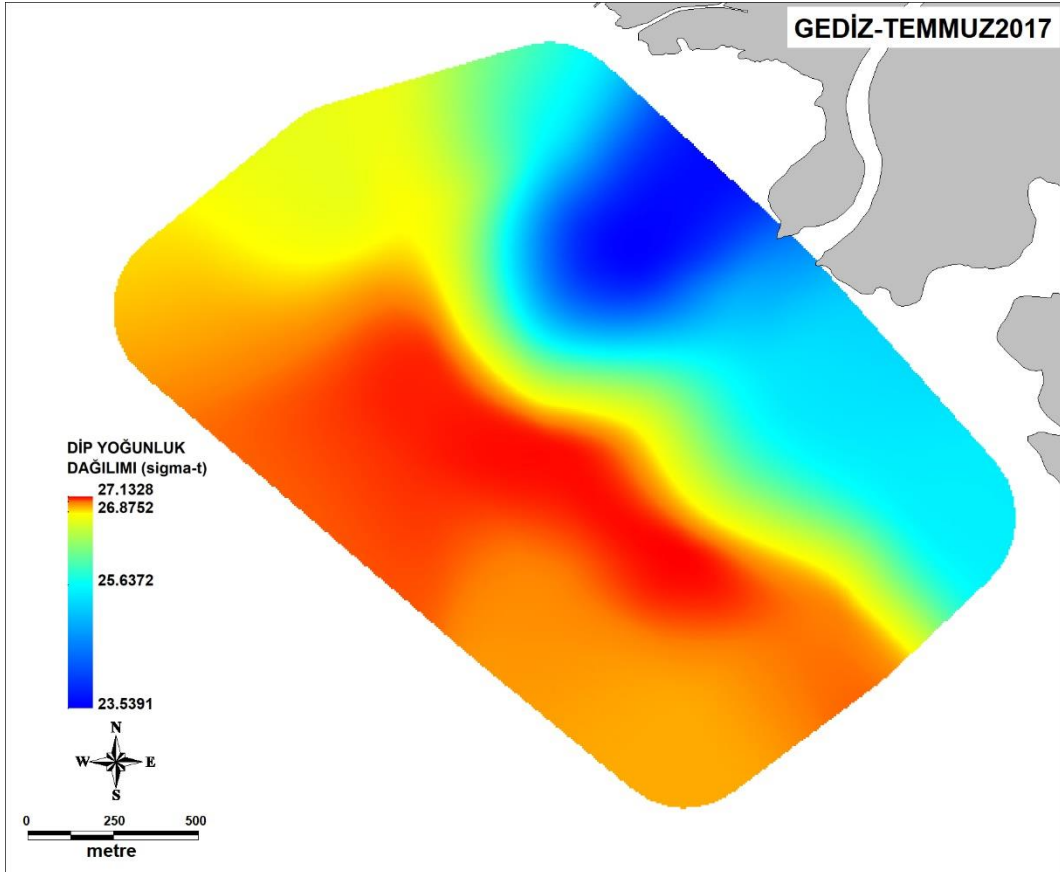 GEDİZ-TEMMUZ2017
DİP YOĞUNLUK
DAĞILIMI (sigma-t)
27.1328
26.8752
25.6372
23.5391
N
W E
S
0 250 500
metre